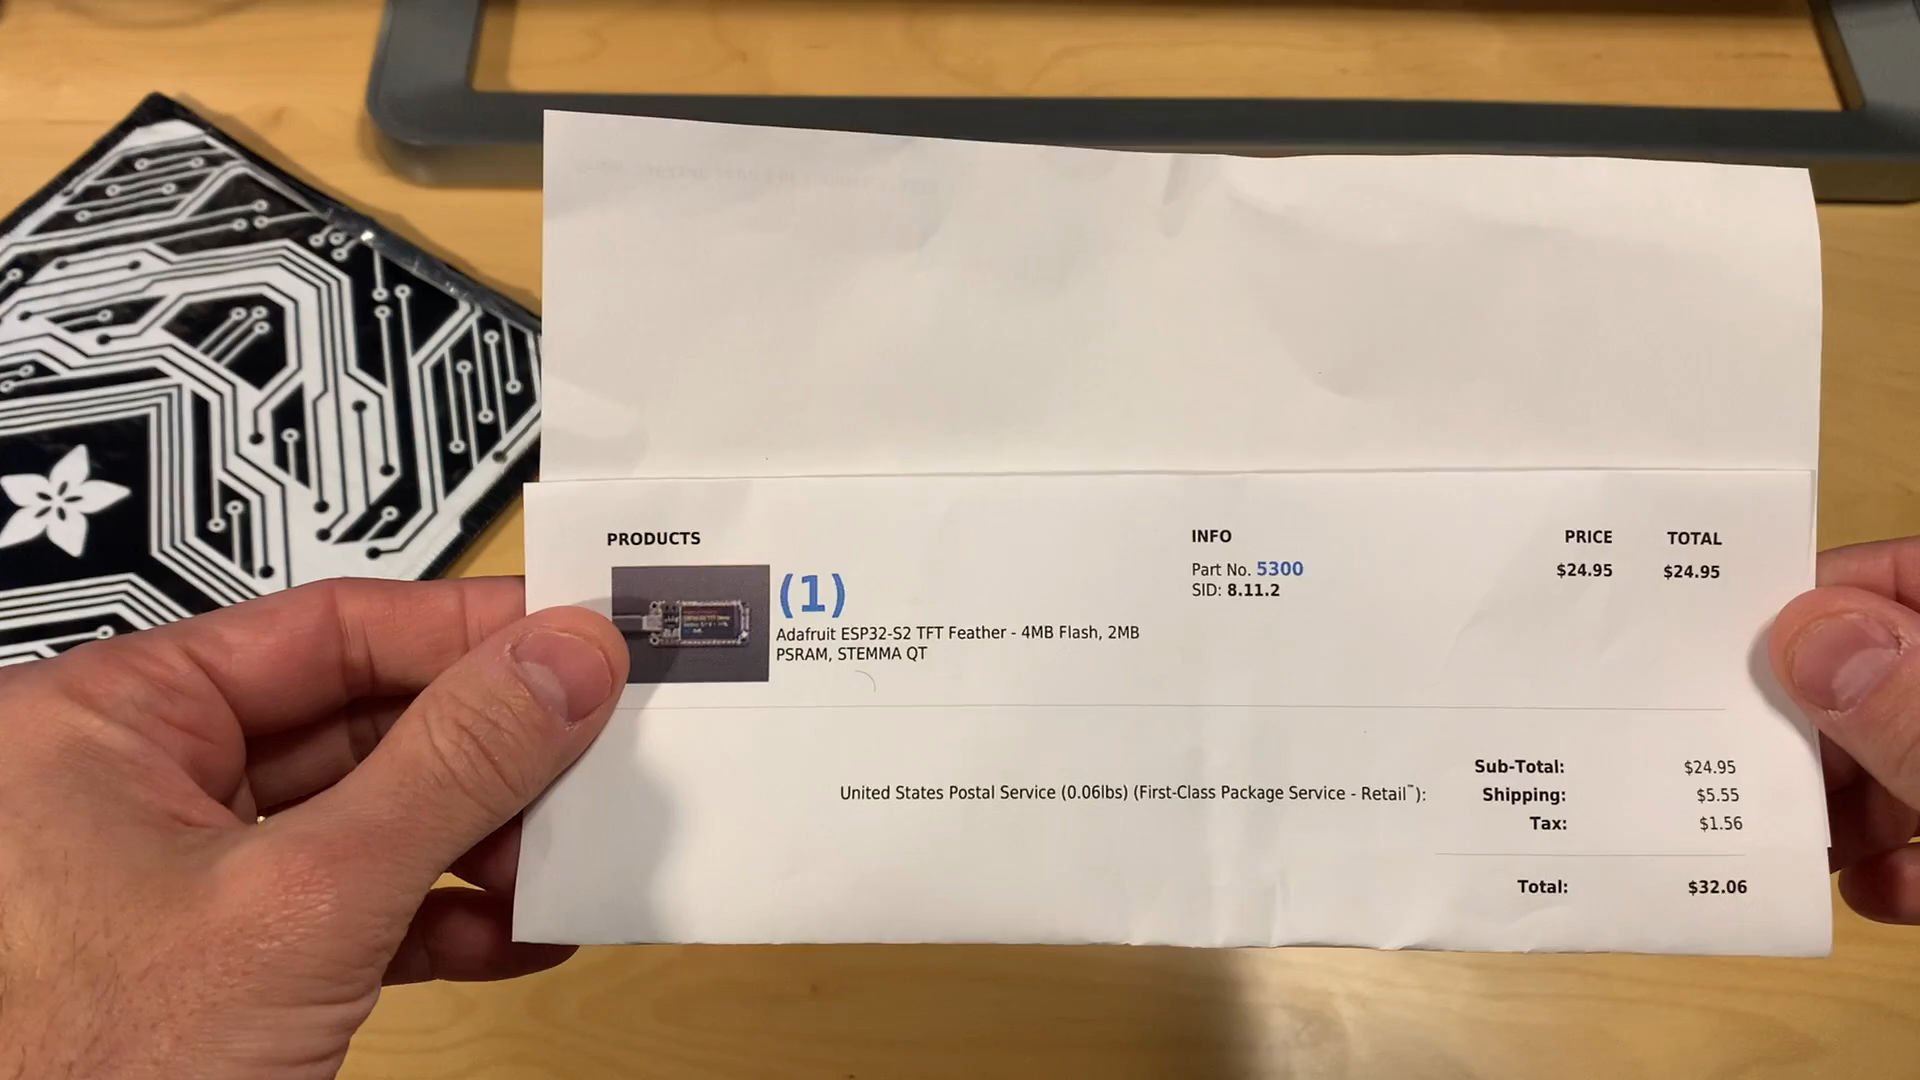 PRODUCTS INFO PRICE TOTAL
(1)
Adafruit ESP32-S2 TFT Feather - 4MB Flash, 2MB
PSRAM, STEMMA QT
Part No. 5300
SID: 8.11.2
$24.95 $24.95
Sub-Total: $24.95
United States Postal Service (0.06lbs) (First-Class Package Service - Retail™): Shipping: $5.55
Tax: $1.56
Total: $32.06